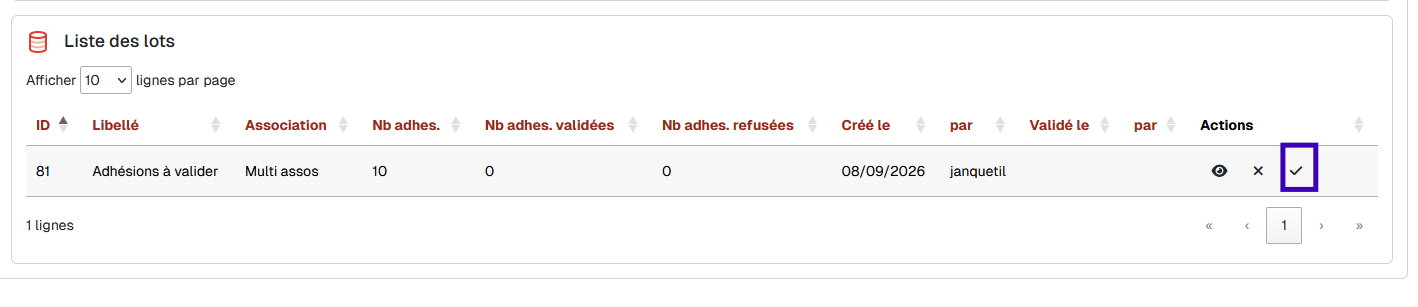 Liste des lots
Afficher 10 lignes par page
ID Libellé Association Nb adhes. Nb adhes. validées Nb adhes. refusées Créé le par Validé le par Actions
81 Adhésions à valider Multi assos 10 0 0 08/09/2026 janquetil
1 lignes « ‹ 1 › »